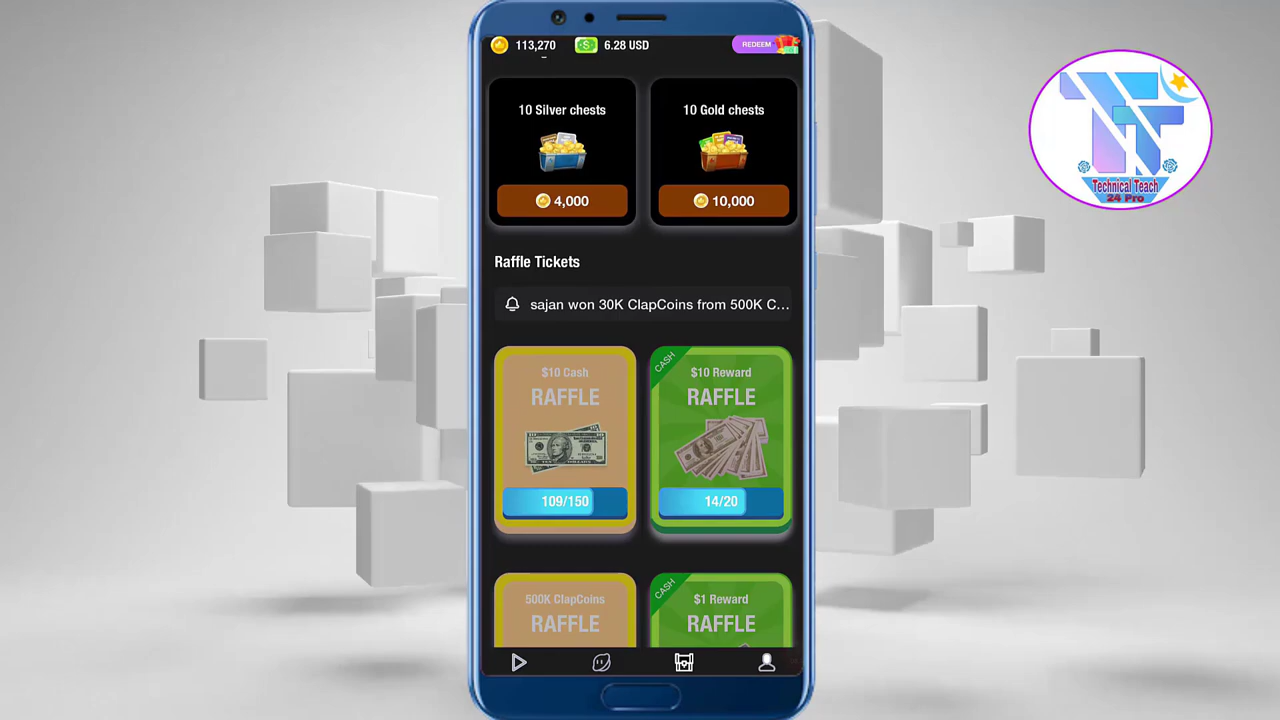 113,270
6.28 USD
REDEEM
10 Silver chests
10 Gold chests
4,000
10,000
Raffle Tickets
sajan won 30K ClapCoins from 500K C...
$10 Cash
RAFFLE
109/150
CASH
$10 Reward
RAFFLE
14/20
500K ClapCoins
RAFFLE
CASH
$1 Reward
RAFFLE
TT
Technical Teach
24 Pro